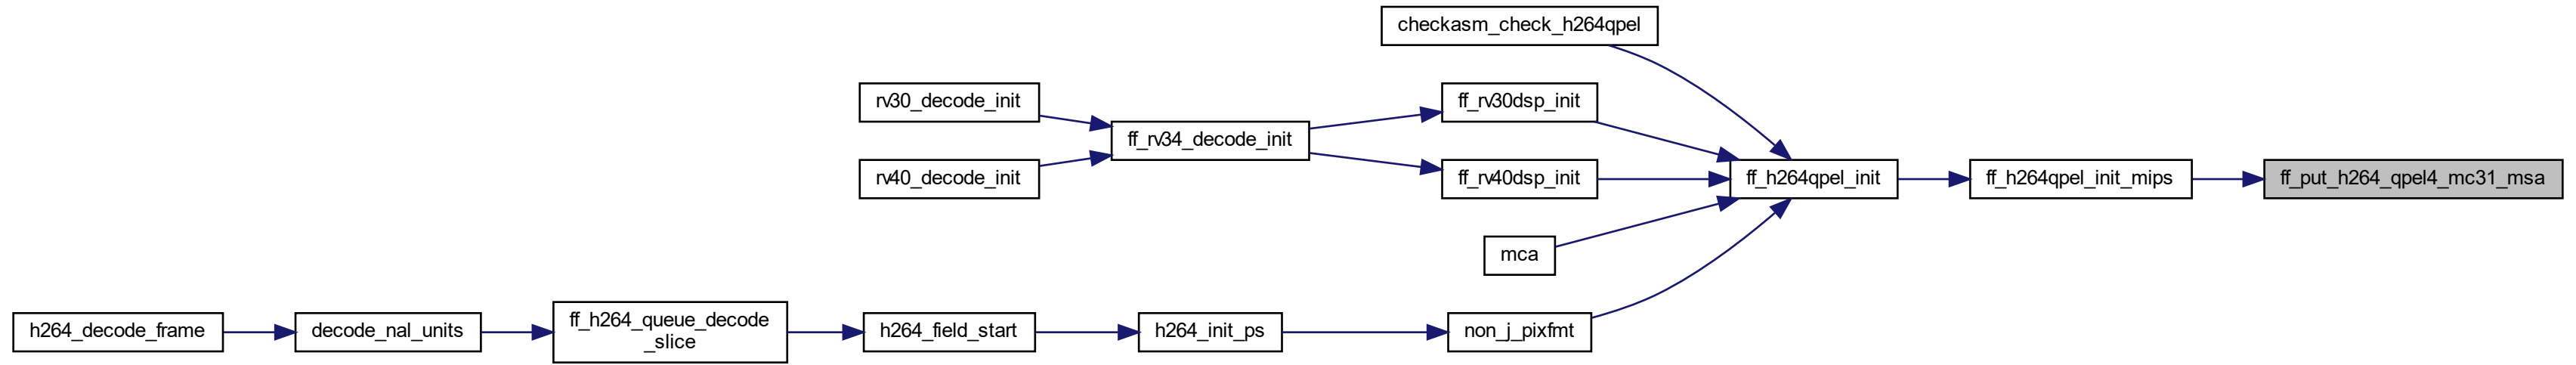 checkasm_check_h264qpel
rv30_decode_init
ff_rv30dsp_init
ff_rv34_decode_init
rv40_decode_init
ff_rv40dsp_init
ff_h264qpel_init
ff_h264qpel_init_mips
ff_put_h264_qpel4_mc31_msa
mca
h264_decode_frame
decode_nal_units
ff_h264_queue_decode
_slice
h264_field_start
h264_init_ps
non_j_pixfmt